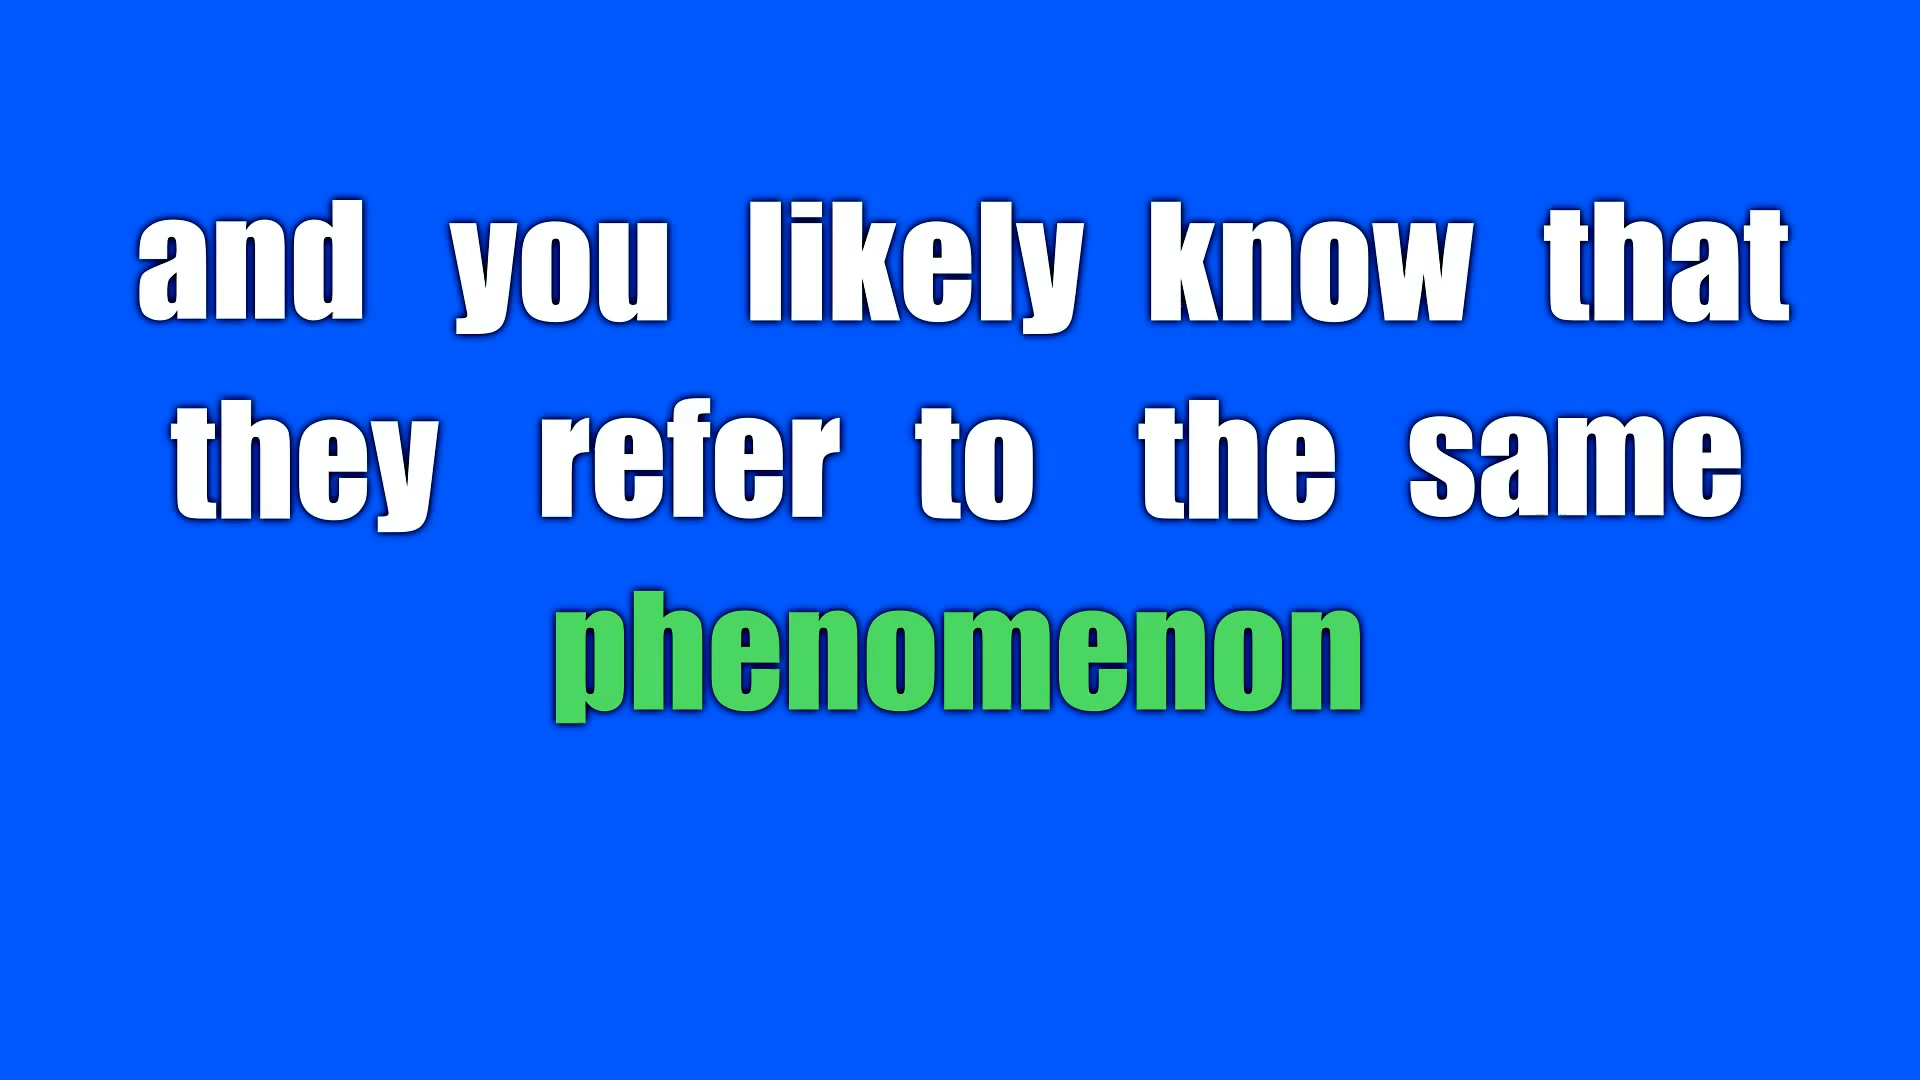 and you likely know that
they refer to the same
phenomenon